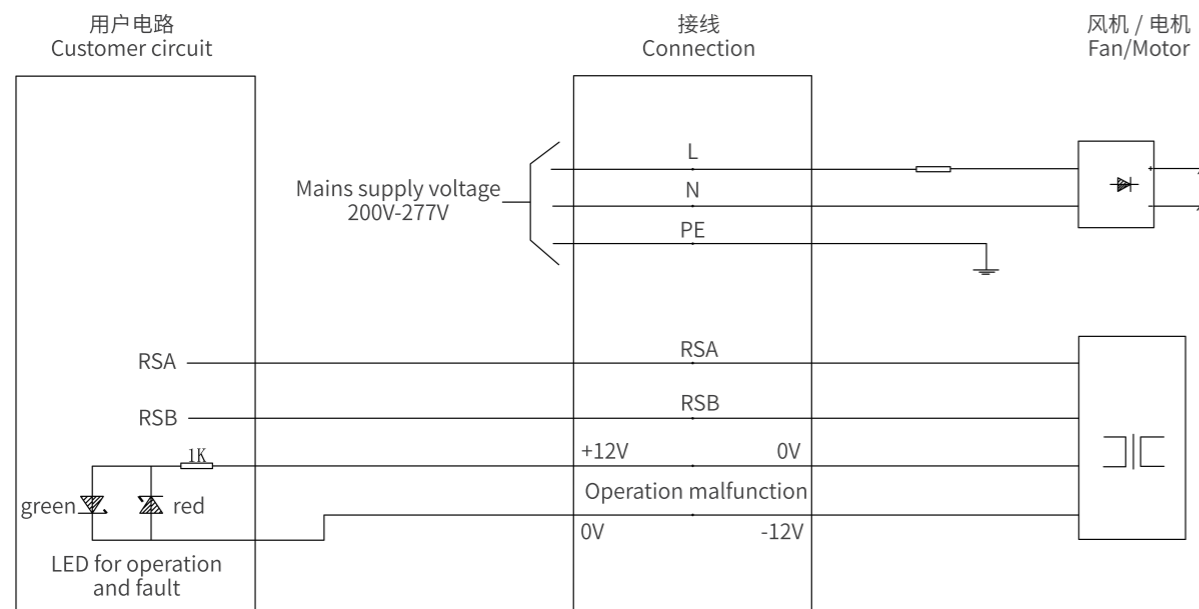 用户电路
Customer circuit
接线
Connection
风机 / 电机
Fan/Motor
L
Mains supply voltage
200V-277V
N
PE
RSA
RSA
RSB
RSB
1K
+12V
0V
green
red
Operation malfunction
0V
-12V
LED for operation
and fault